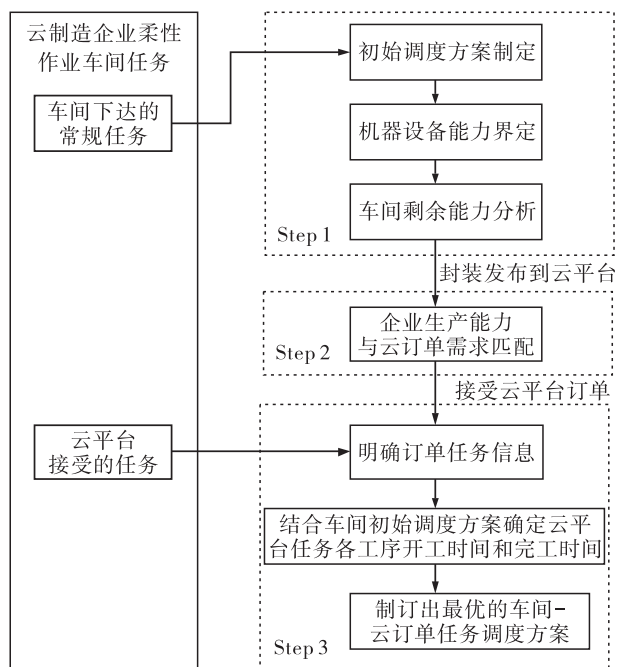 云制造企业柔性
作业车间任务
车间下达的
常规任务
云平台
接受的任务
初始调度方案制定
机器设备能力界定
车间剩余能力分析
Step 1
封装发布到云平台
企业生产能力
与云订单需求匹配
Step 2
接受云平台订单
明确订单任务信息
结合车间初始调度方案确定云平
台任务各工序开工时间和完工时间
制订出最优的车间-
云订单任务调度方案
Step 3